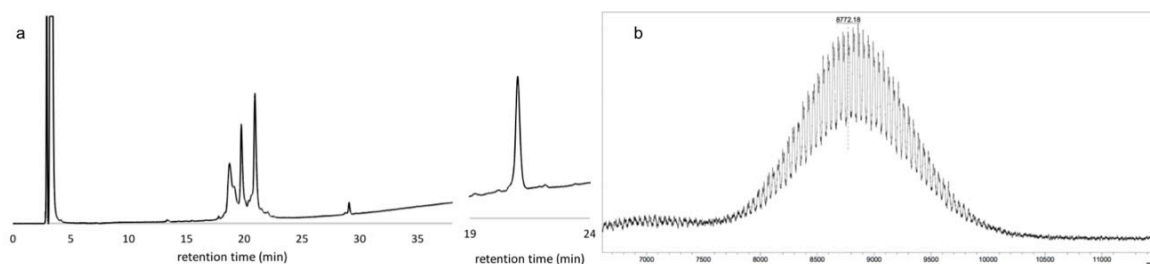 a
0 5 10 15 20 25 30 35
retention time (min)
19 24
retention time (min)
b
8772.18
7000 7500 8000 8500 9000 9500 10000 10500 11000